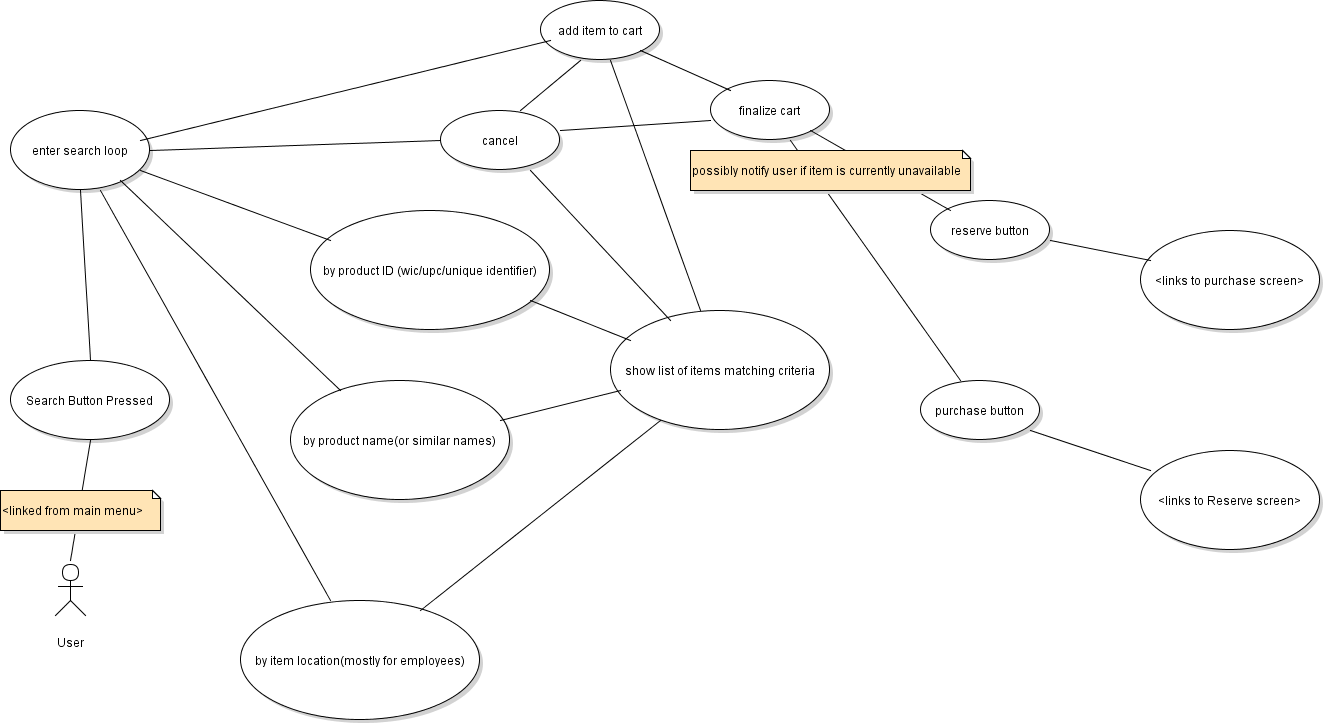 add item to cart
finalize cart
enter search loop
cancel
possibly notify user if item is currently unavailable
reserve button
by product ID (wic/upc/unique identifier)
<links to purchase screen>
show list of items matching criteria
Search Button Pressed
purchase button
by product name(or similar names)
<links to Reserve screen>
<linked from main menu>
User
by item location(mostly for employees)